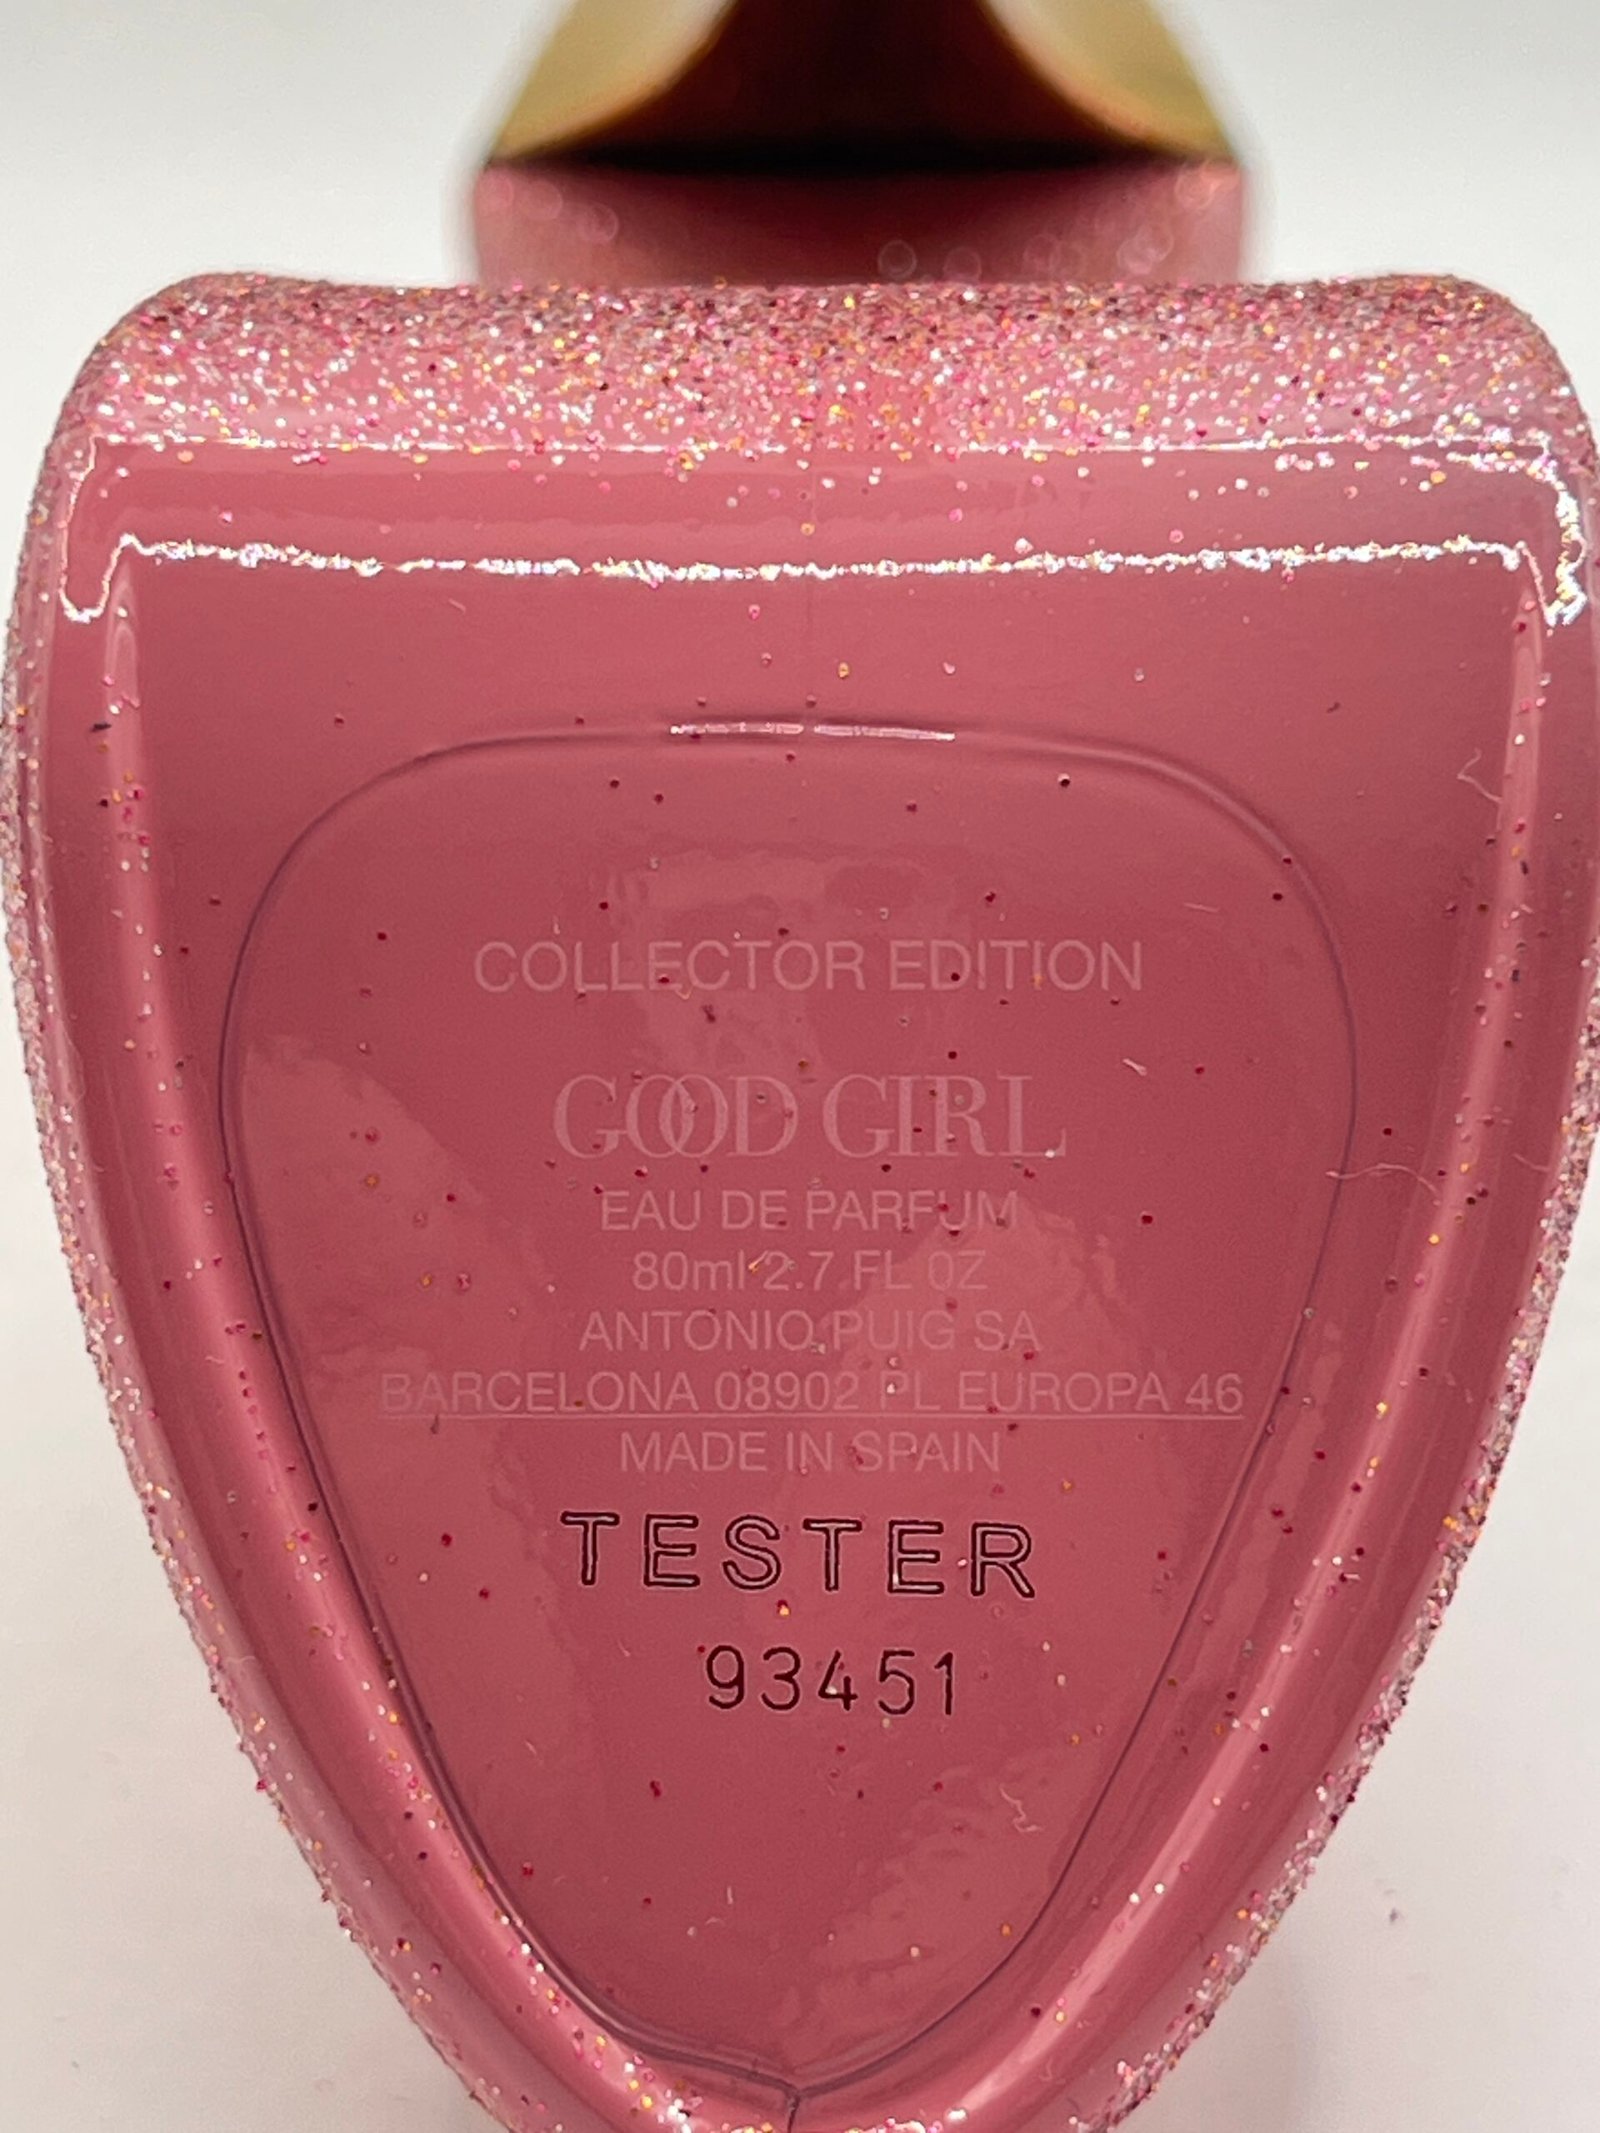 COLLECTOR EDITION
GOOD GIRL
EAU DE PARFUM
80ml 2.7 FL OZ
ANTONIO PUIG SA
BARCELONA 08902 PL EUROPA 46
MADE IN SPAIN
TESTER
93451